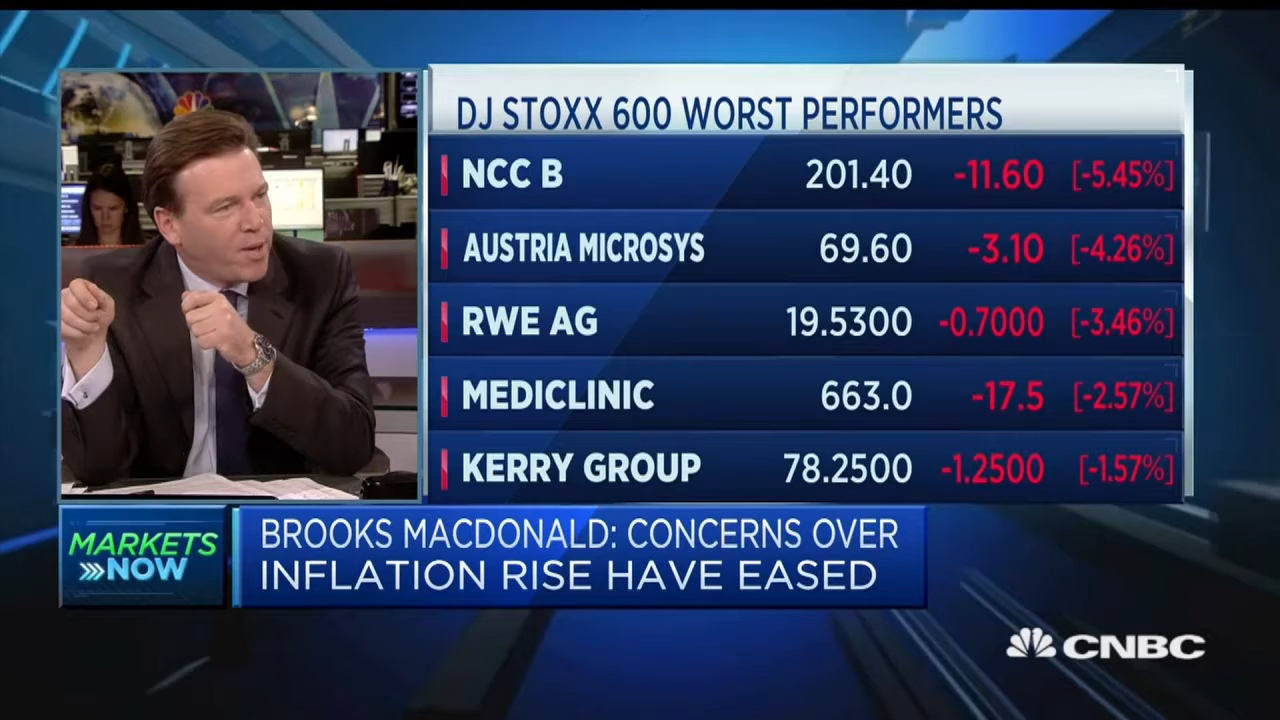 DJ STOXX 600 WORST PERFORMERS
NCC B 201.40 -11.60 [-5.45%]
AUSTRIA MICROSYS 69.60 -3.10 [-4.26%]
RWE AG 19.5300 -0.7000 [-3.46%]
MEDICLINIC 663.0 -17.5 [-2.57%]
KERRY GROUP 78.2500 -1.2500 [-1.57%]
MARKETS
NOW
BROOKS MACDONALD: CONCERNS OVER
INFLATION RISE HAVE EASED
CNBC